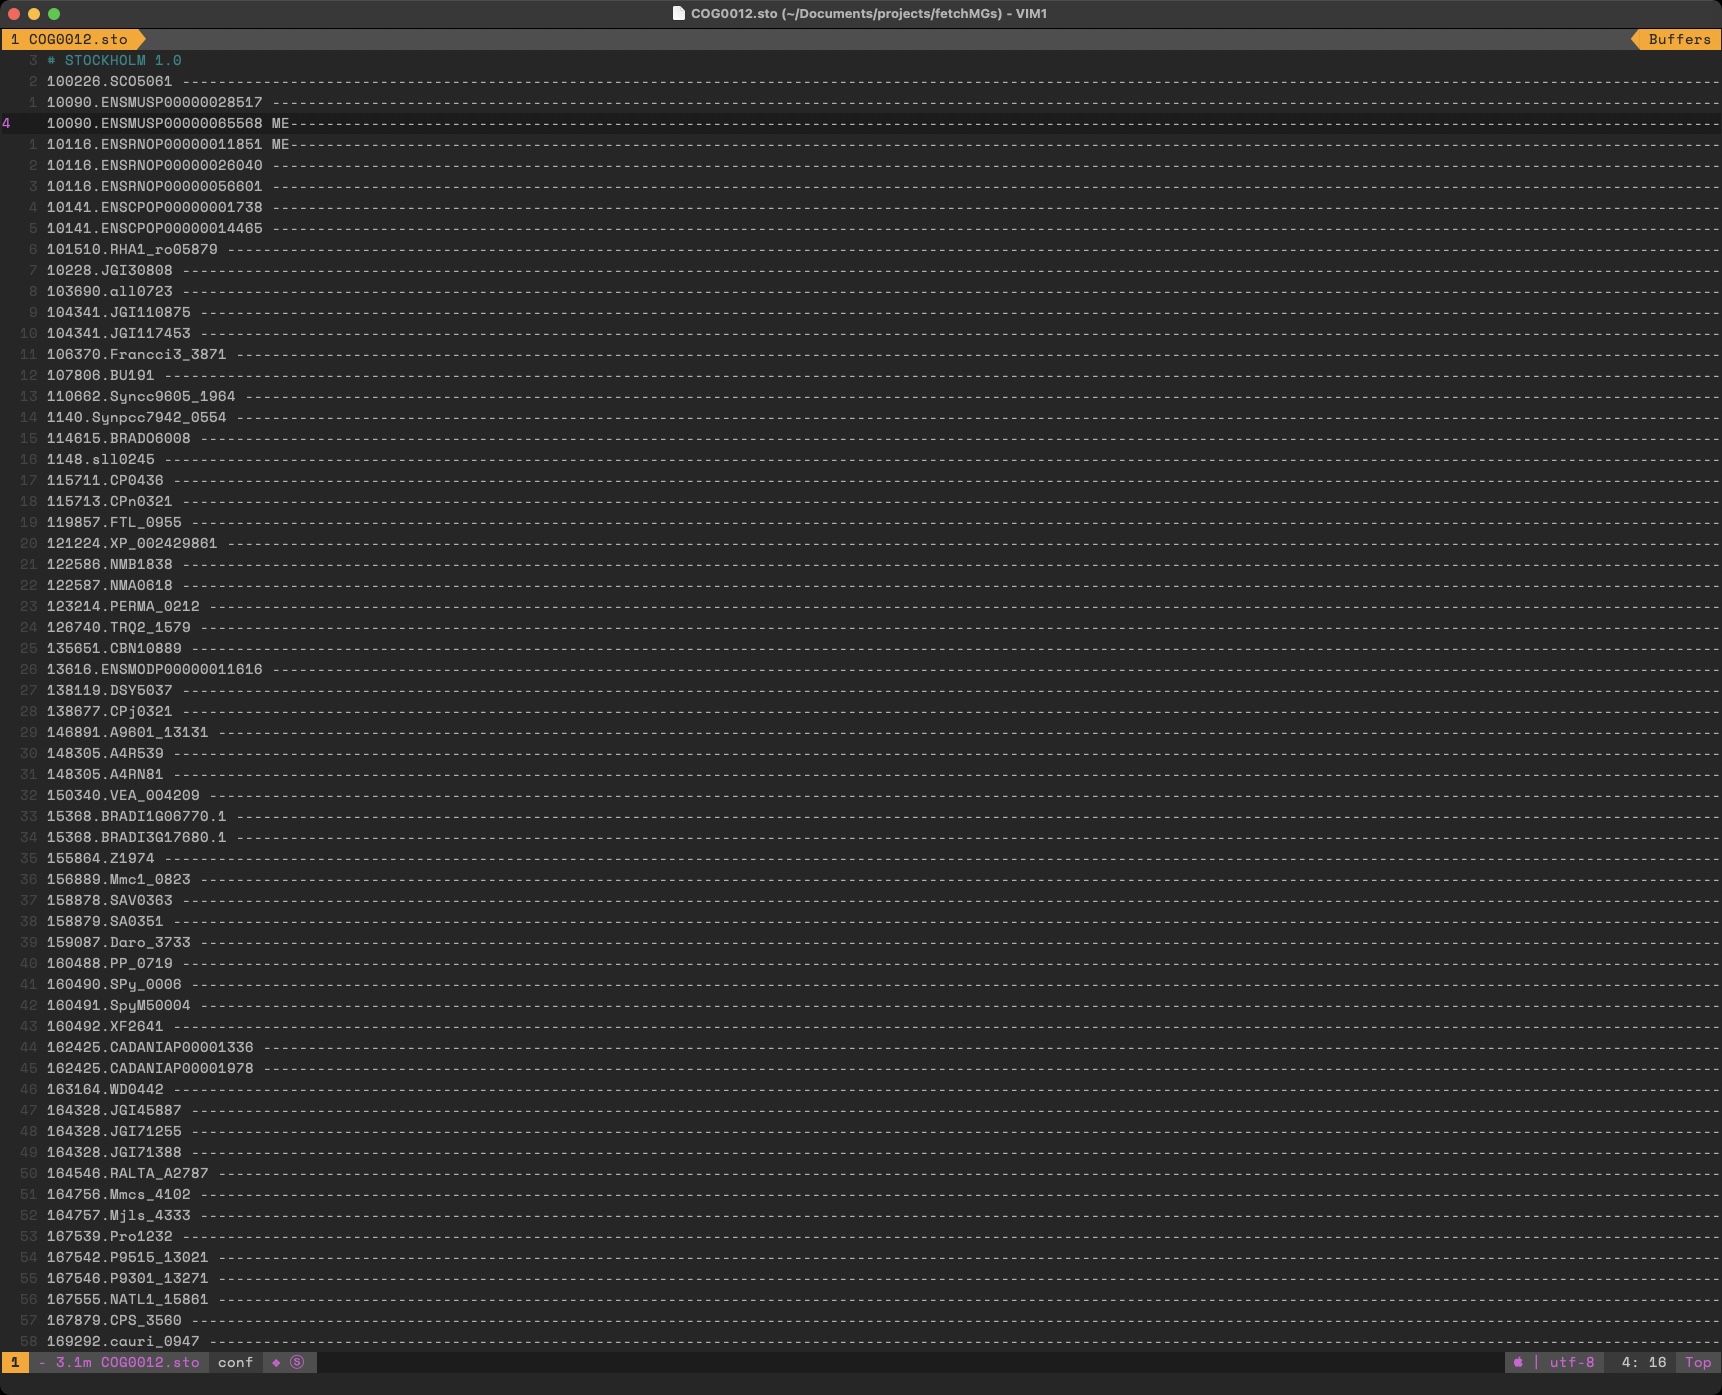 COG0012.sto (~/Documents/projects/fetchMGs) - VIM1
1 COG0012.sto Buffers
3 # STOCKHOLM 1.0
2 100226.SCO5061 ----------
1 10090.ENSMUSP00000028517 ----------
4 10090.ENSMUSP00000065568 ME----------
1 10116.ENSRNOP00000011851 ME----------
2 10116.ENSRNOP00000026040 ----------
3 10116.ENSRNOP00000056601 ----------
4 10141.ENSCPOP00000001738 ----------
5 10141.ENSCPOP00000014465 ----------
6 101510.RHA1_ro05879 ----------
7 10228.JGI30808 ----------
8 103690.all0723 ----------
9 104341.JGI110875 ----------
10 104341.JGI117453 ----------
11 106370.Francci3_3871 ----------
12 107806.BU191 ----------
13 110662.Syncc9605_1964 ----------
14 1140.Synpcc7942_0554 ----------
15 114615.BRADO6008 ----------
16 1148.sll0245 ----------
17 115711.CP0436 ----------
18 115713.CPn0321 ----------
19 119857.FTL_0955 ----------
20 121224.XP_002429861 ----------
21 122586.NMB1838 ----------
22 122587.NMA0618 ----------
23 123214.PERMA_0212 ----------
24 126740.TRQ2_1579 ----------
25 135651.CBN10889 ----------
26 13616.ENSMODP00000011616 ----------
27 138119.DSY5037 ----------
28 138677.CPj0321 ----------
29 146891.A9601_13131 ----------
30 148305.A4R539 ----------
31 148305.A4RN81 ----------
32 150340.VEA_004209 ----------
33 15368.BRADI1G06770.1 ----------
34 15368.BRADI3G17680.1 ----------
35 155864.Z1974 ----------
36 156889.Mmc1_0823 ----------
37 158878.SAV0363 ----------
38 158879.SA0351 ----------
39 159087.Daro_3733 ----------
40 160488.PP_0719 ----------
41 160490.SPy_0006 ----------
42 160491.SpyM50004 ----------
43 160492.XF2641 ----------
44 162425.CADANIAP00001336 ----------
45 162425.CADANIAP00001978 ----------
46 163164.WD0442 ----------
47 164328.JGI45887 ----------
48 164328.JGI71255 ----------
49 164328.JGI71388 ----------
50 164546.RALTA_A2787 ----------
51 164756.Mmcs_4102 ----------
52 164757.Mjls_4333 ----------
53 167539.Pro1232 ----------
54 167542.P9515_13021 ----------
55 167546.P9301_13271 ----------
56 167555.NATL1_15861 ----------
57 167879.CPS_3560 ----------
58 169292.cauri_0947 ----------
1 - 3.1m COG0012.sto conf ◆ Ⓢ | utf-8 4: 16 Top